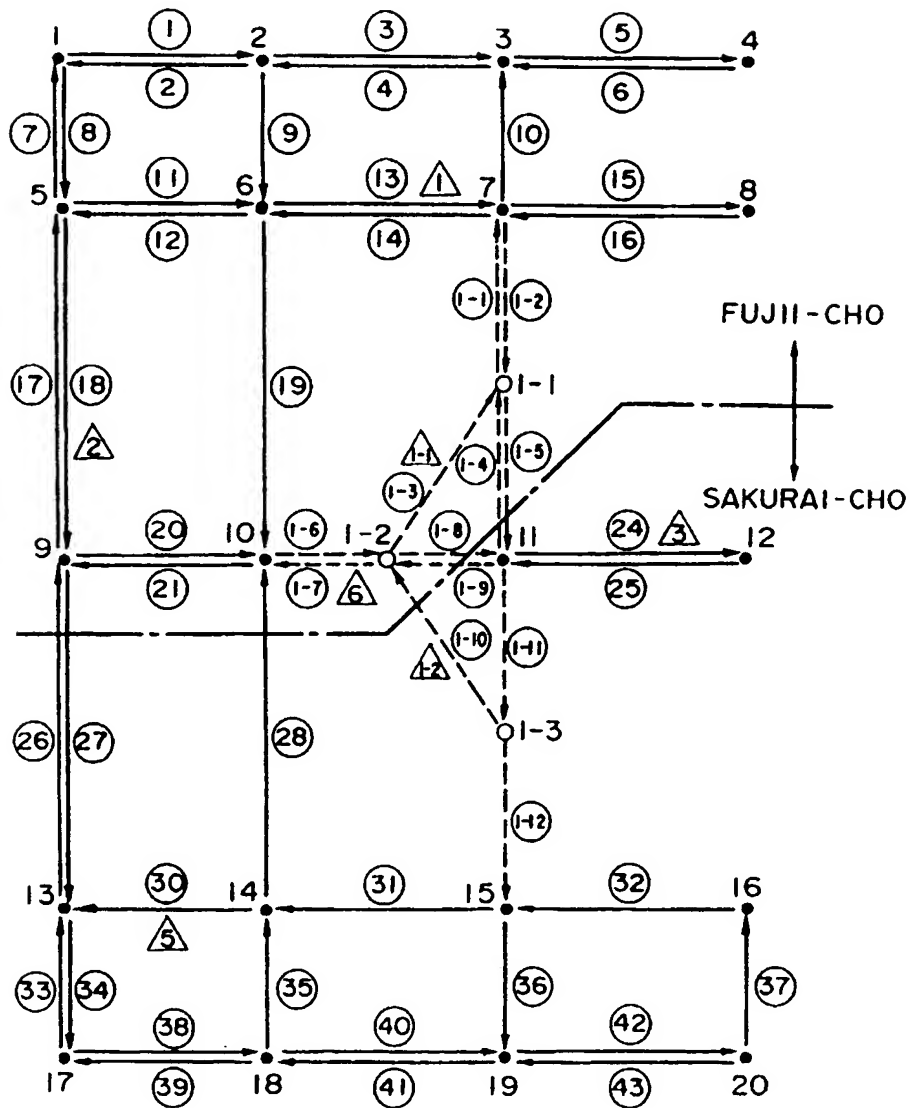 1 ① 2 ③ 3 ⑤ 4
② ④ ⑥
⑦ ⑧ ⑨ ⑩
5 ⑪ 6 ⑬ 1 7 ⑮ 8
⑫ ⑭ ⑯
1-1 1-2
FUJII-CHO
17 18 19 1-1
2 1-1 1-4 1-5
1-3
SAKURAI-CHO
9 20 10 1-6 1-2 1-8 11 24 3 12
21 1-7 6 1-9 25
1-10 1-11
1-2
26 27 28 1-3
1-12
13 30 14 31 15 32 16
5
33 34 35 36 37
38 40 42
17 39 18 41 19 43 20